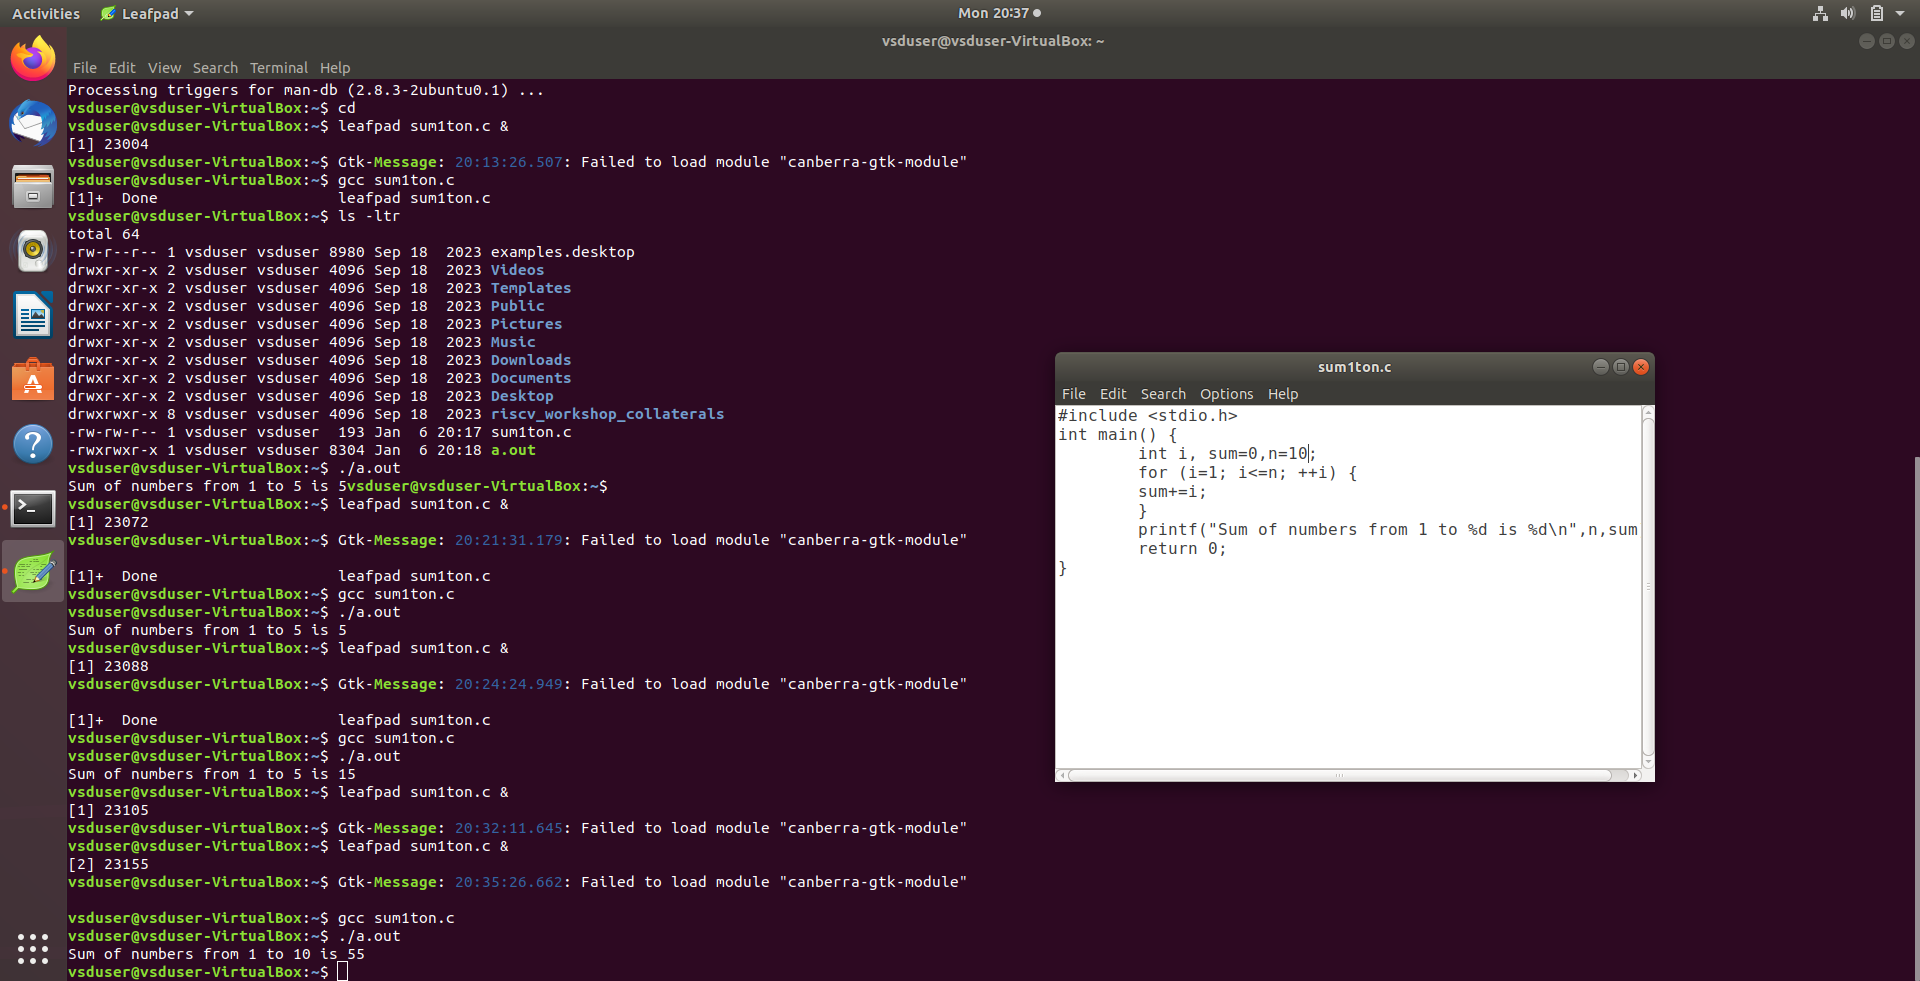 Activities Leafpad Mon 20:37
vsduser@vsduser-VirtualBox: ~
File Edit View Search Terminal Help
Processing triggers for man-db (2.8.3-2ubuntu0.1) ...
vsduser@vsduser-VirtualBox:~$ cd
vsduser@vsduser-VirtualBox:~$ leafpad sum1ton.c &
[1] 23004
vsduser@vsduser-VirtualBox:~$ Gtk-Message: 20:13:26.507: Failed to load module "canberra-gtk-module"
vsduser@vsduser-VirtualBox:~$ gcc sum1ton.c
[1]+  Done                    leafpad sum1ton.c
vsduser@vsduser-VirtualBox:~$ ls -ltr
total 64
-rw-r--r-- 1 vsduser vsduser 8980 Sep 18  2023 examples.desktop
drwxr-xr-x 2 vsduser vsduser 4096 Sep 18  2023 Videos
drwxr-xr-x 2 vsduser vsduser 4096 Sep 18  2023 Templates
drwxr-xr-x 2 vsduser vsduser 4096 Sep 18  2023 Public
drwxr-xr-x 2 vsduser vsduser 4096 Sep 18  2023 Pictures
drwxr-xr-x 2 vsduser vsduser 4096 Sep 18  2023 Music
drwxr-xr-x 2 vsduser vsduser 4096 Sep 18  2023 Downloads
drwxr-xr-x 2 vsduser vsduser 4096 Sep 18  2023 Documents
drwxr-xr-x 2 vsduser vsduser 4096 Sep 18  2023 Desktop
drwxrwxr-x 8 vsduser vsduser 4096 Sep 18  2023 riscv_workshop_collaterals
-rw-rw-r-- 1 vsduser vsduser  193 Jan  6 20:17 sum1ton.c
-rwxrwxr-x 1 vsduser vsduser 8304 Jan  6 20:18 a.out
vsduser@vsduser-VirtualBox:~$ ./a.out
Sum of numbers from 1 to 5 is 5vsduser@vsduser-VirtualBox:~$
vsduser@vsduser-VirtualBox:~$ leafpad sum1ton.c &
[1] 23072
vsduser@vsduser-VirtualBox:~$ Gtk-Message: 20:21:31.179: Failed to load module "canberra-gtk-module"
[1]+  Done                    leafpad sum1ton.c
vsduser@vsduser-VirtualBox:~$ gcc sum1ton.c
vsduser@vsduser-VirtualBox:~$ ./a.out
Sum of numbers from 1 to 5 is 5
vsduser@vsduser-VirtualBox:~$ leafpad sum1ton.c &
[1] 23088
vsduser@vsduser-VirtualBox:~$ Gtk-Message: 20:24:24.949: Failed to load module "canberra-gtk-module"
[1]+  Done                    leafpad sum1ton.c
vsduser@vsduser-VirtualBox:~$ gcc sum1ton.c
vsduser@vsduser-VirtualBox:~$ ./a.out
Sum of numbers from 1 to 5 is 15
vsduser@vsduser-VirtualBox:~$ leafpad sum1ton.c &
[1] 23105
vsduser@vsduser-VirtualBox:~$ Gtk-Message: 20:32:11.645: Failed to load module "canberra-gtk-module"
vsduser@vsduser-VirtualBox:~$ leafpad sum1ton.c &
[2] 23155
vsduser@vsduser-VirtualBox:~$ Gtk-Message: 20:35:26.662: Failed to load module "canberra-gtk-module"
vsduser@vsduser-VirtualBox:~$ gcc sum1ton.c
vsduser@vsduser-VirtualBox:~$ ./a.out
Sum of numbers from 1 to 10 is 55
vsduser@vsduser-VirtualBox:~$
sum1ton.c
File Edit Search Options Help
#include <stdio.h>
int main() {
        int i, sum=0,n=10;
        for (i=1; i<=n; ++i) {
        sum+=i;
        }
        printf("Sum of numbers from 1 to %d is %d\n",n,sum
        return 0;
}